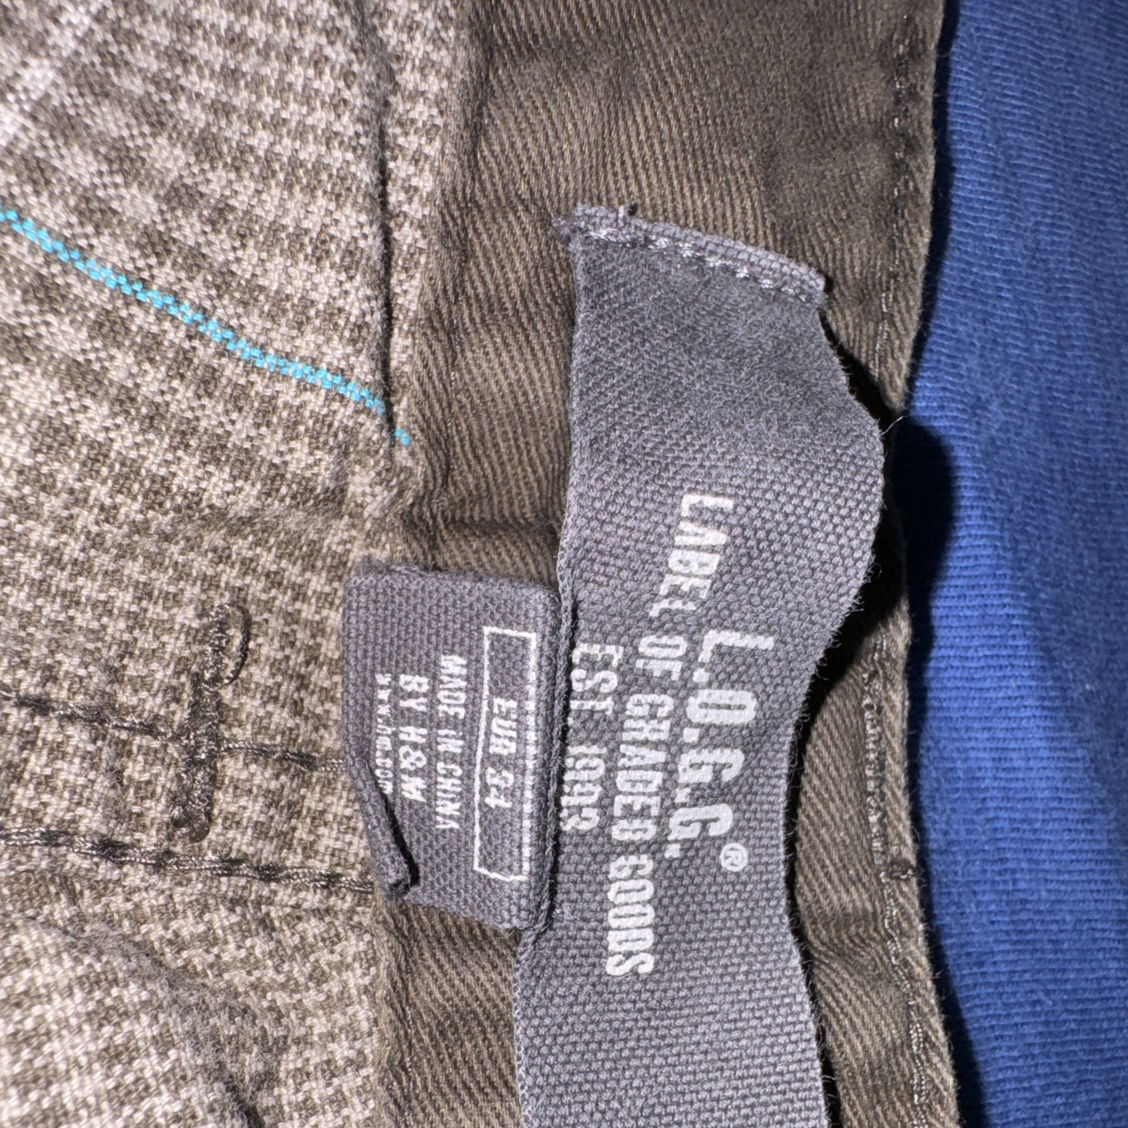 L.O.G.G.®
LABEL OF GRADED GOODS
EST. 1993
EUR 34
MADE IN CHINA
BY H&M